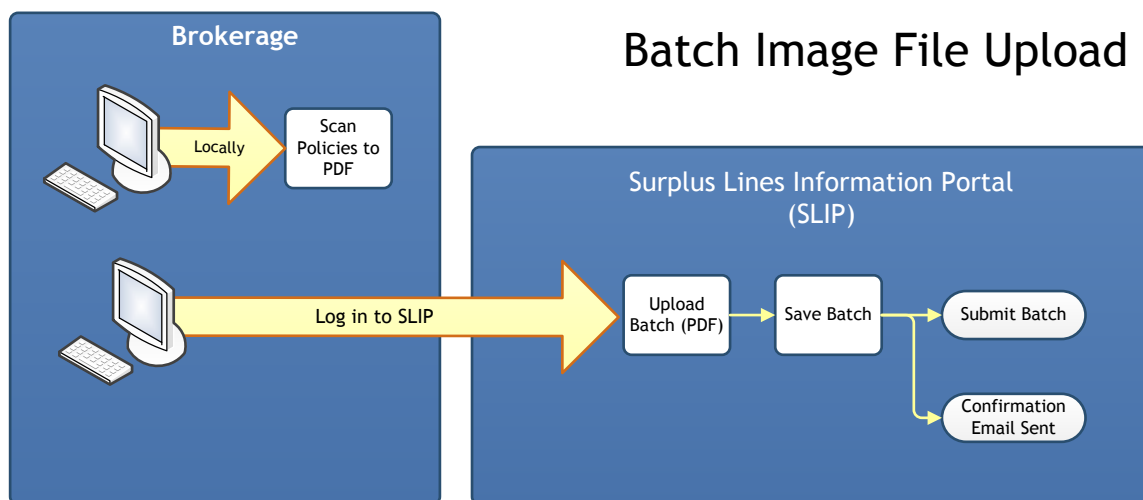 Brokerage
Batch Image File Upload
Locally
Scan
Policies to
PDF
Surplus Lines Information Portal
(SLIP)
Log in to SLIP
Upload
Batch (PDF)
Save Batch
Submit Batch
Confirmation
Email Sent